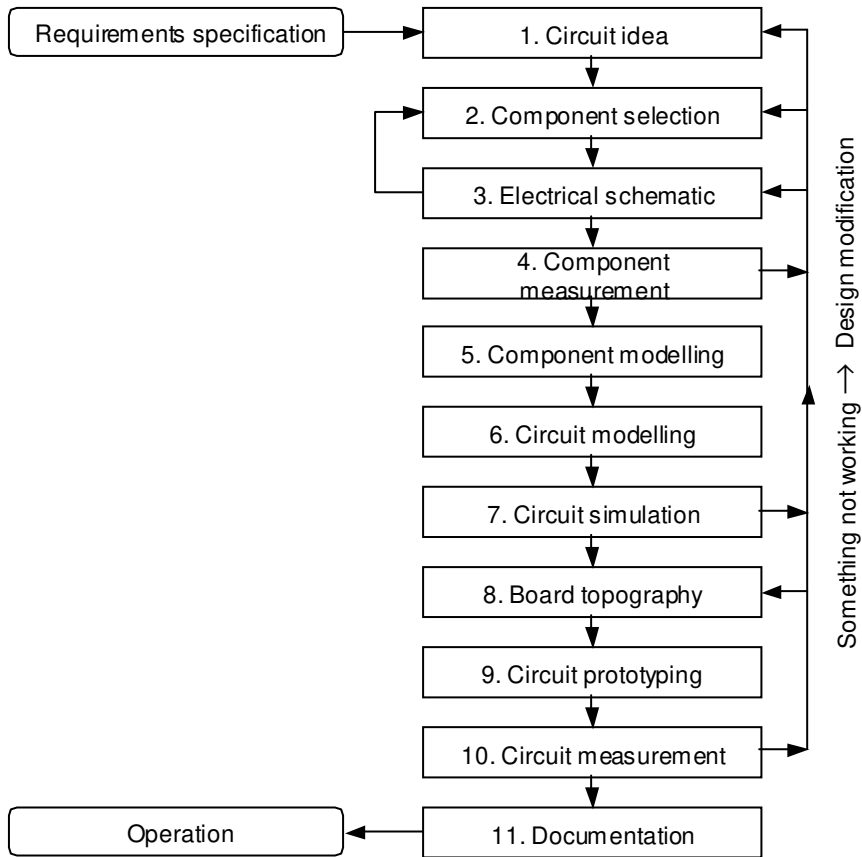 Requirements specification
1. Circuit idea
2. Component selection
3. Electrical schematic
4. Component
measurement
5. Component modelling
6. Circuit modelling
7. Circuit simulation
8. Board topography
9. Circuit prototyping
10. Circuit measurement
11. Documentation
Operation
Something not working → Design modification